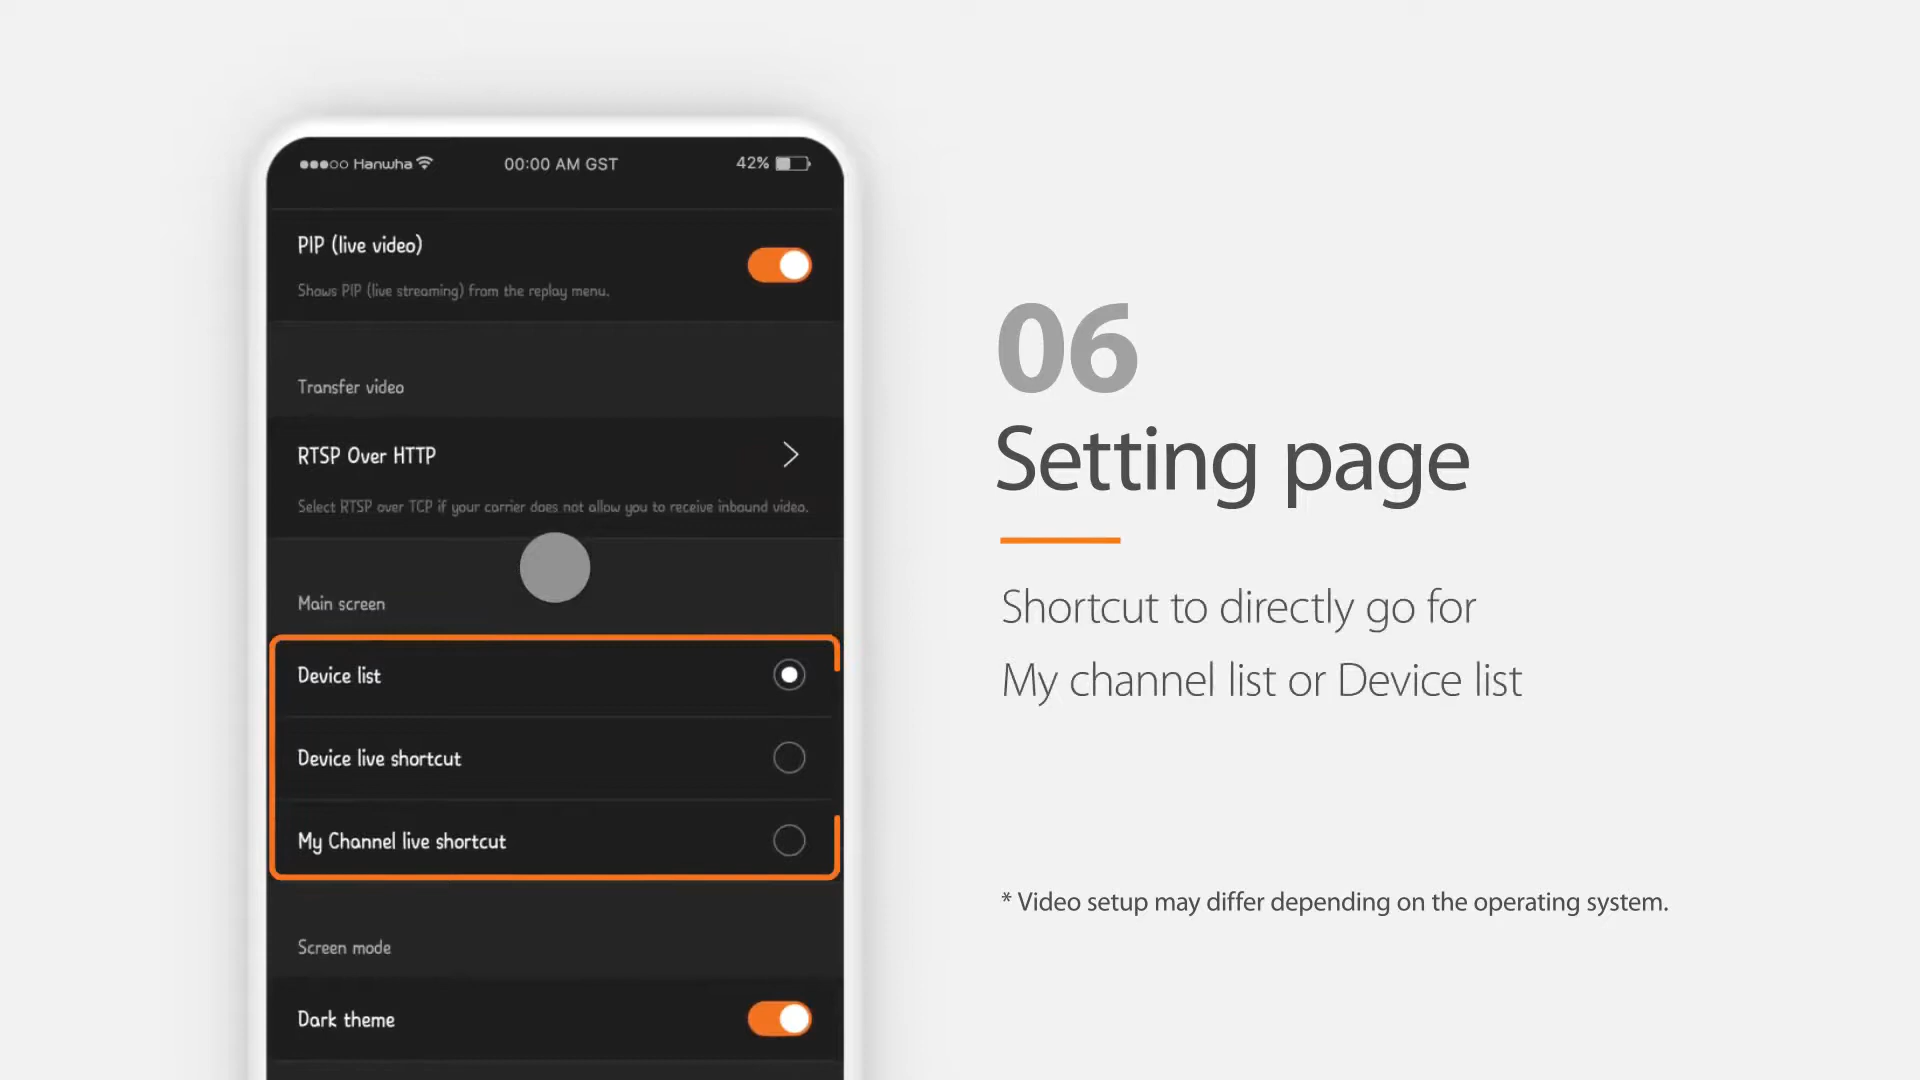 Hanwha
00:00 AM GST
42%
PIP (live video)
Shows PIP (live streaming) from the replay menu.
Transfer video
RTSP Over HTTP
Select RTSP over TCP if your carrier does not allow you to receive inbound video.
Main screen
Device list
Device live shortcut
My Channel live shortcut
Screen mode
Dark theme
06
Setting page
Shortcut to directly go for
My channel list or Device list
* Video setup may differ depending on the operating system.